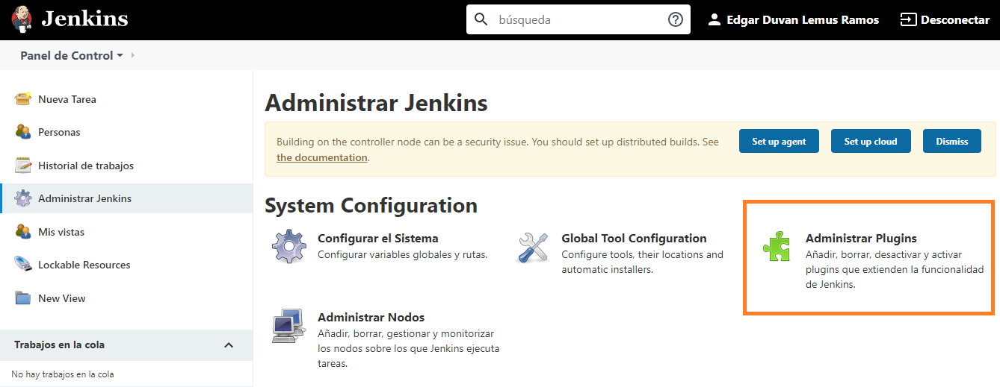 Jenkins
búsqueda
Edgar Duvan Lemus Ramos
Desconectar
Panel de Control
Nueva Tarea
Personas
Historial de trabajos
Administrar Jenkins
Mis vistas
Lockable Resources
New View
Trabajos en la cola
No hay trabajos en la cola
Administrar Jenkins
Building on the controller node can be a security issue. You should set up distributed builds. See
the documentation.
Set up agent
Set up cloud
Dismiss
System Configuration
Configurar el Sistema
Configurar variables globales y rutas.
Global Tool Configuration
Configure tools, their locations and
automatic installers.
Administrar Plugins
Añadir, borrar, desactivar y activar
plugins que extienden la funcionalidad
de Jenkins.
Administrar Nodos
Añadir, borrar, gestionar y monitorizar
los nodos sobre los que Jenkins ejecuta
tareas.